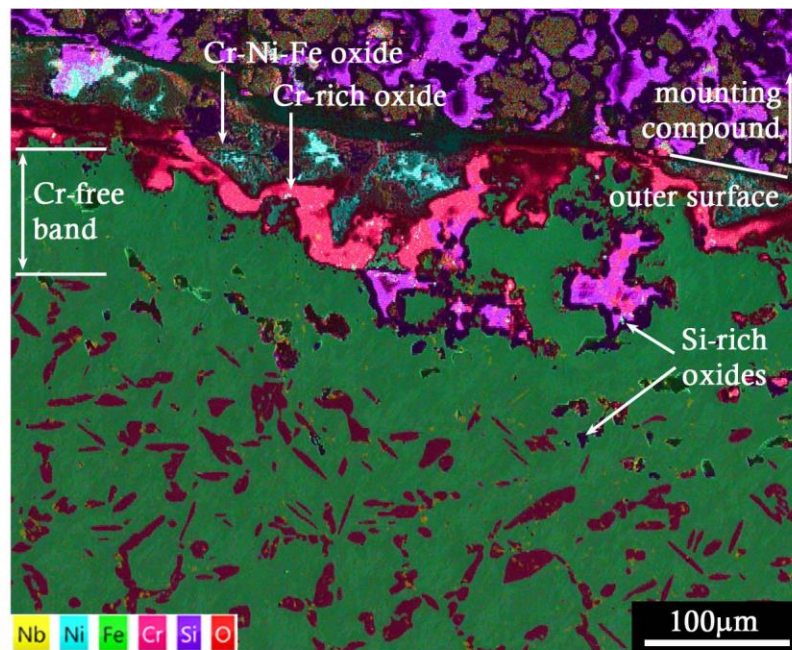 Cr-Ni-Fe oxide
Cr-rich oxide
mounting
compound
outer surface
Cr-free
band
Si-rich
oxides
Nb Ni Fe Cr Si O
100µm